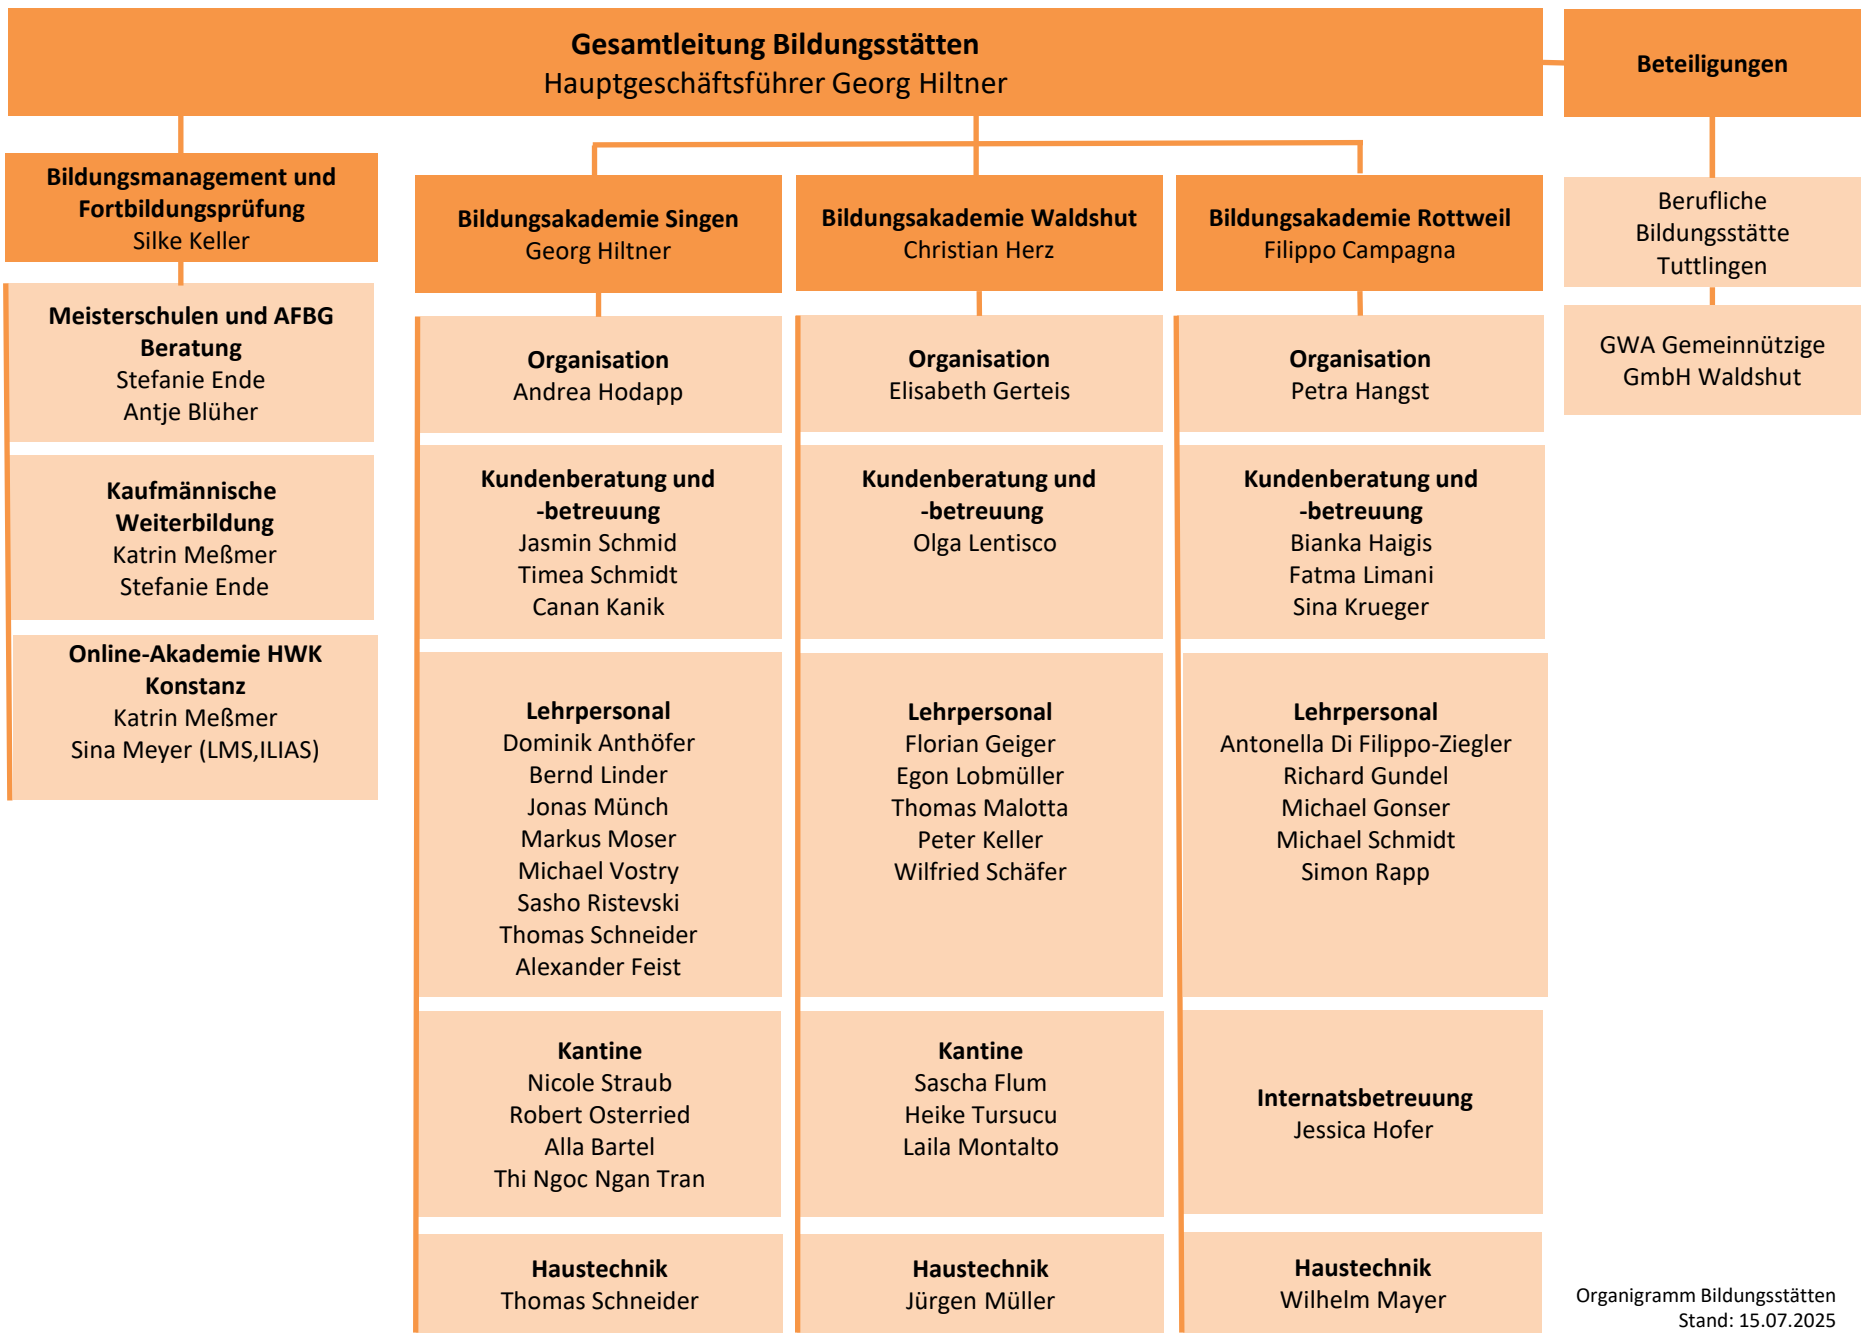 Gesamtleitung Bildungsstätten
Hauptgeschäftsführer Georg Hiltner
Beteiligungen
Bildungsmanagement und
Fortbildungsprüfung
Silke Keller
Meisterschulen und AFBG
Beratung
Stefanie Ende
Antje Blüher
Kaufmännische
Weiterbildung
Katrin Meßmer
Stefanie Ende
Online-Akademie HWK
Konstanz
Katrin Meßmer
Sina Meyer (LMS,ILIAS)
Bildungsakademie Singen
Georg Hiltner
Organisation
Andrea Hodapp
Kundenberatung und
-betreuung
Jasmin Schmid
Timea Schmidt
Canan Kanik
Lehrpersonal
Dominik Anthöfer
Bernd Linder
Jonas Münch
Markus Moser
Michael Vostry
Sasho Ristevski
Thomas Schneider
Alexander Feist
Kantine
Nicole Straub
Robert Osterried
Alla Bartel
Thi Ngoc Ngan Tran
Haustechnik
Thomas Schneider
Bildungsakademie Waldshut
Christian Herz
Organisation
Elisabeth Gerteis
Kundenberatung und
-betreuung
Olga Lentisco
Lehrpersonal
Florian Geiger
Egon Lobmüller
Thomas Malotta
Peter Keller
Wilfried Schäfer
Kantine
Sascha Flum
Heike Tursucu
Laila Montalto
Haustechnik
Jürgen Müller
Bildungsakademie Rottweil
Filippo Campagna
Organisation
Petra Hangst
Kundenberatung und
-betreuung
Bianka Haigis
Fatma Limani
Sina Krueger
Lehrpersonal
Antonella Di Filippo-Ziegler
Richard Gundel
Michael Gonser
Michael Schmidt
Simon Rapp
Internatsbetreuung
Jessica Hofer
Haustechnik
Wilhelm Mayer
Berufliche
Bildungsstätte
Tuttlingen
GWA Gemeinnützige
GmbH Waldshut
Organigramm Bildungsstätten
Stand: 15.07.2025